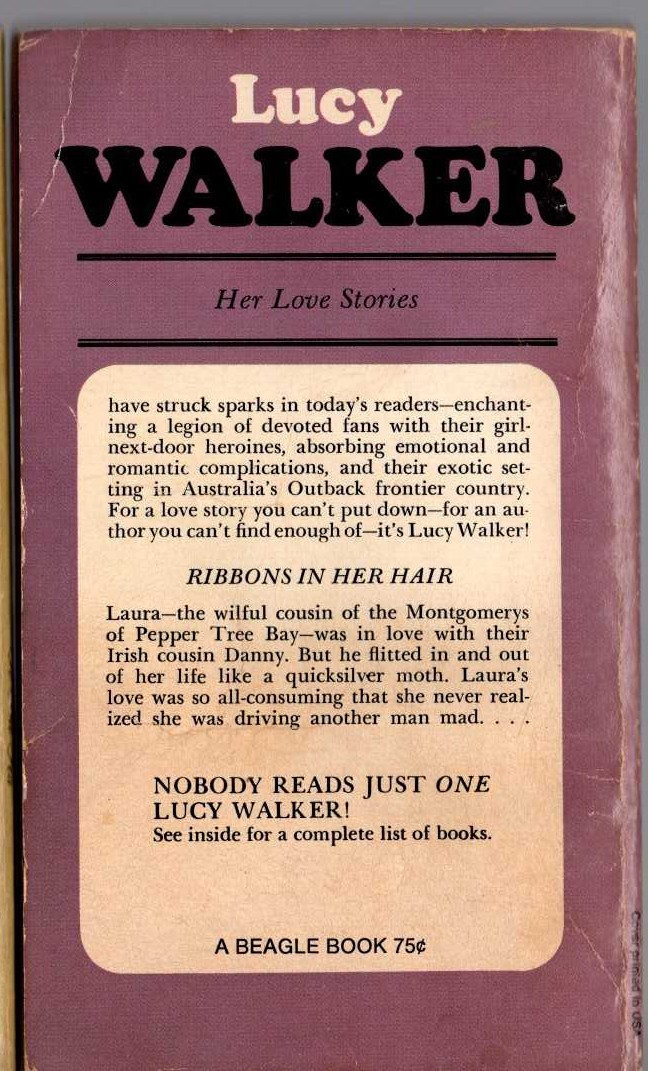 Lucy
WALKER
Her Love Stories
have struck sparks in today's readers—enchant-
ing a legion of devoted fans with their girl-
next-door heroines, absorbing emotional and
romantic complications, and their exotic set-
ting in Australia's Outback frontier country.
For a love story you can't put down—for an au-
thor you can't find enough of—it's Lucy Walker!
RIBBONS IN HER HAIR
Laura—the wilful cousin of the Montgomerys
of Pepper Tree Bay—was in love with their
Irish cousin Danny. But he flitted in and out
of her life like a quicksilver moth. Laura's
love was so all-consuming that she never real-
ized she was driving another man mad. . . .
NOBODY READS JUST ONE
LUCY WALKER!
See inside for a complete list of books.
A BEAGLE BOOK 75¢
Cover printed in USA